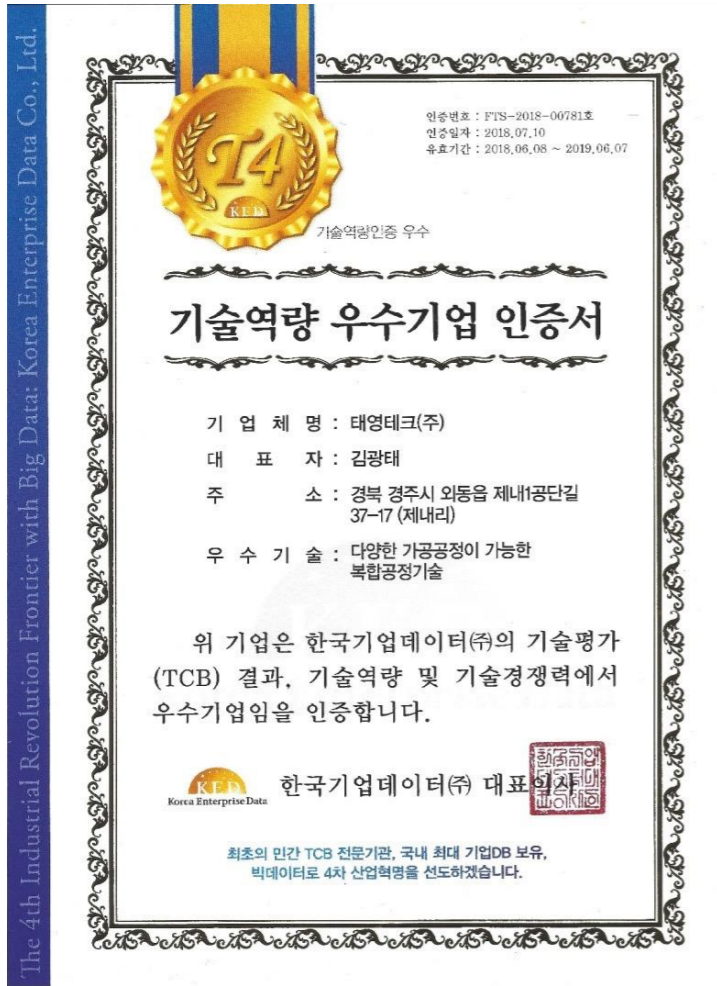 The 4th Industrial Revolution Frontier with Big Data: Korea Enterprise Data Co., Ltd.
인증번호 : FTS-2018-00781호
인증일자 : 2018.07.10
유효기간 : 2018.06.08 ~ 2019.06.07
T4
KED
기술역량인증 우수
기술역량 우수기업 인증서
기 업 체 명 : 태영테크(주)
대 표 자 : 김광태
주 소 : 경북 경주시 외동읍 제내1공단길
37-17 (제내리)
우 수 기 술 : 다양한 가공공정이 가능한
복합공정기술
위 기업은 한국기업데이터㈜의 기술평가
(TCB) 결과, 기술역량 및 기술경쟁력에서
우수기업임을 인증합니다.
KED
Korea Enterprise Data
한국기업데이터㈜ 대표이사
최초의 민간 TCB 전문기관, 국내 최대 기업DB 보유,
빅데이터로 4차 산업혁명을 선도하겠습니다.